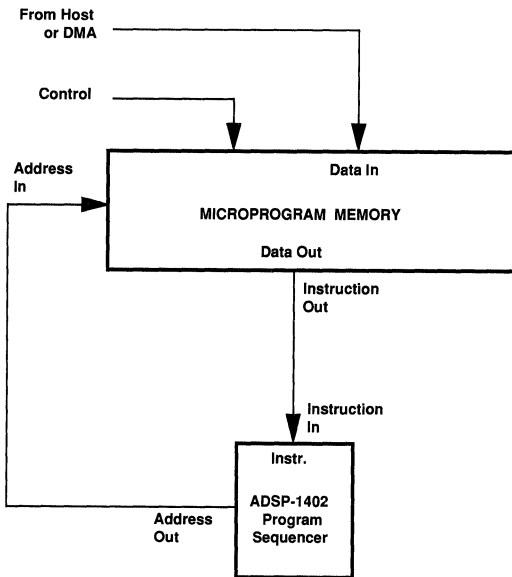 From Host
or DMA
Control
Address
In
Data In
MICROPROGRAM MEMORY
Data Out
Instruction
Out
Instruction
In
Instr.
ADSP-1402
Program
Sequencer
Address
Out